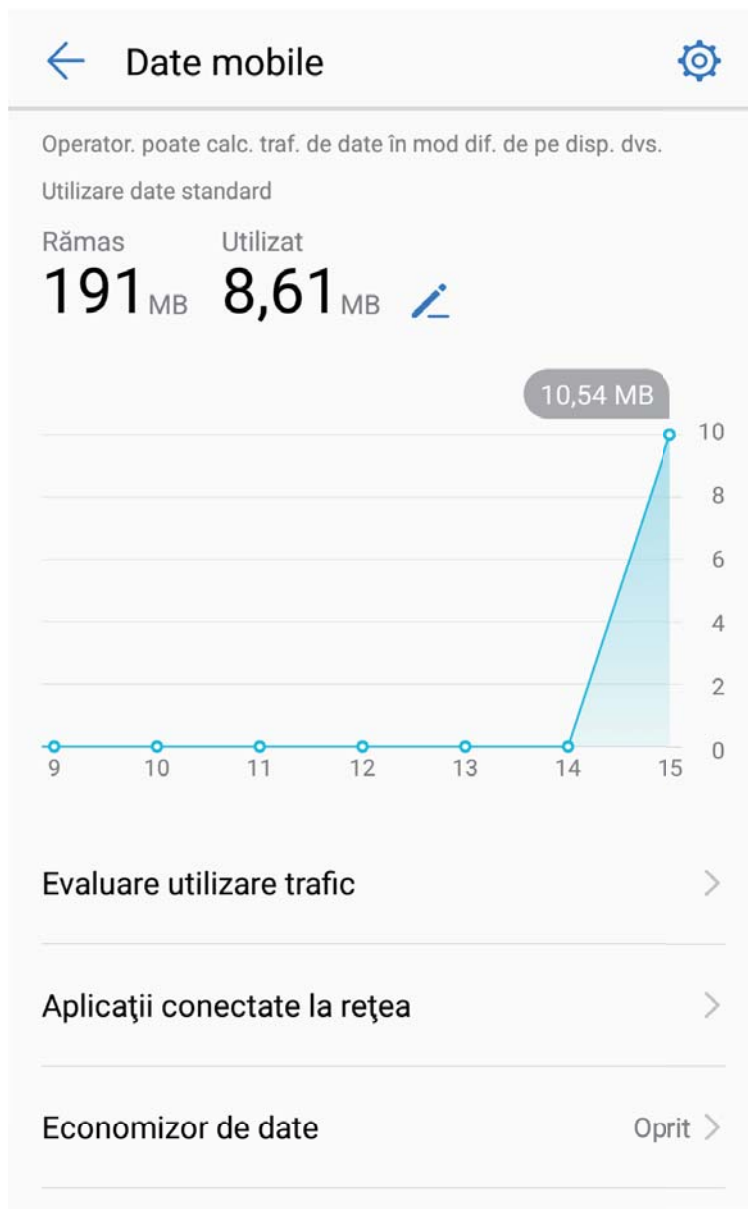 Date mobile
Operator. poate calc. traf. de date în mod dif. de pe disp. dvs.
Utilizare date standard
Rămas Utilizat
191 MB 8,61 MB
10,54 MB
10
8
6
4
2
0
9 10 11 12 13 14 15
Evaluare utilizare trafic
Aplicaţii conectate la reţea
Economizor de date Oprit